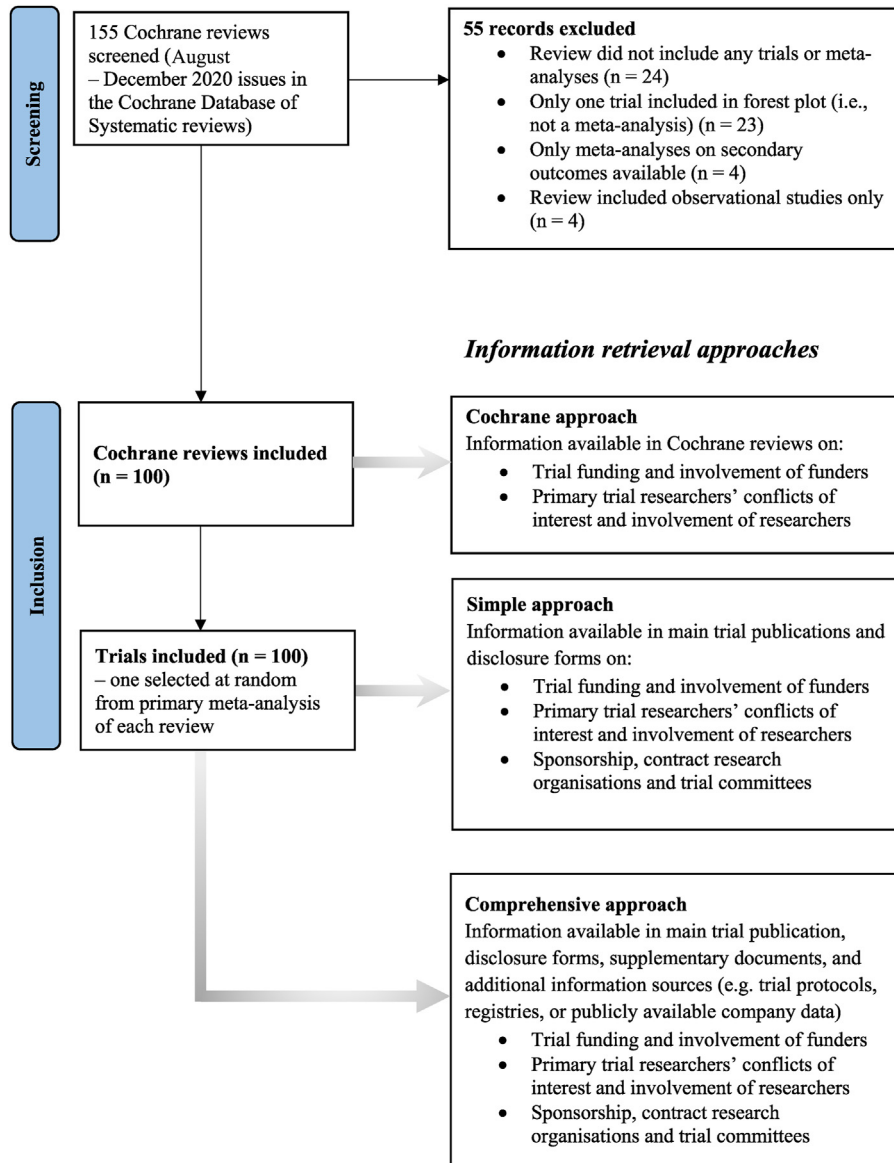 Screening
155 Cochrane reviews
screened (August
– December 2020 issues in
the Cochrane Database of
Systematic reviews)
55 records excluded
• Review did not include any trials or meta-
analyses (n = 24)
• Only one trial included in forest plot (i.e.,
not a meta-analysis) (n = 23)
• Only meta-analyses on secondary
outcomes available (n = 4)
• Review included observational studies only
(n = 4)
Information retrieval approaches
Inclusion
Cochrane reviews included
(n = 100)
Cochrane approach
Information available in Cochrane reviews on:
• Trial funding and involvement of funders
• Primary trial researchers’ conflicts of
interest and involvement of researchers
Trials included (n = 100)
– one selected at random
from primary meta-analysis
of each review
Simple approach
Information available in main trial publications and
disclosure forms on:
• Trial funding and involvement of funders
• Primary trial researchers’ conflicts of
interest and involvement of researchers
• Sponsorship, contract research
organisations and trial committees
Comprehensive approach
Information available in main trial publication,
disclosure forms, supplementary documents, and
additional information sources (e.g. trial protocols,
registries, or publicly available company data)
• Trial funding and involvement of funders
• Primary trial researchers’ conflicts of
interest and involvement of researchers
• Sponsorship, contract research
organisations and trial committees